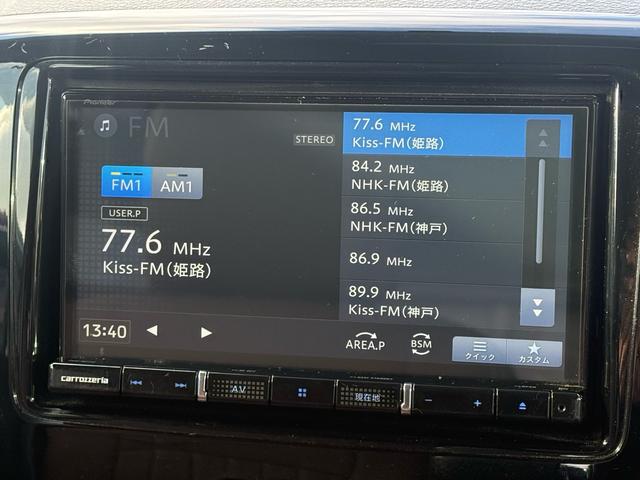 Pioneer
FM
STEREO
FM1 AM1
USER.P
77.6 MHz
Kiss-FM(姫路)
77.6 MHz
Kiss-FM(姫路)
84.2 MHz
NHK-FM(姫路)
86.5 MHz
NHK-FM(神戸)
86.9 MHz
89.9 MHz
Kiss-FM(神戸)
13:40
AREA.P BSM
クイック カスタム
carrozzeria
AV
現在地